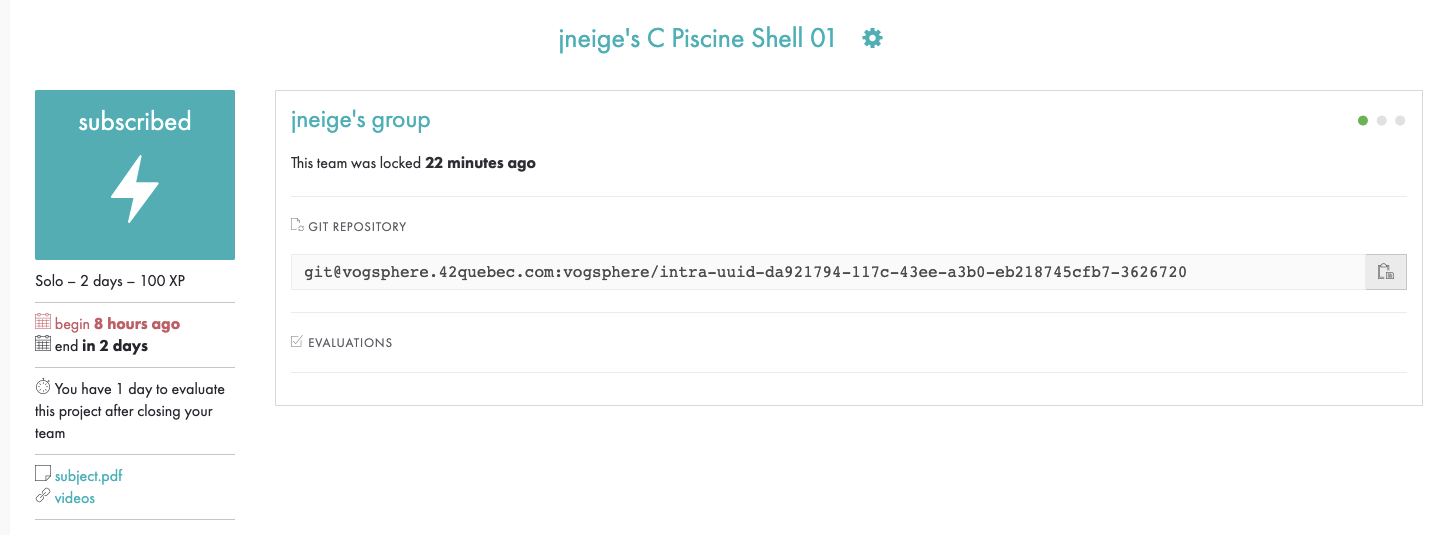 jneige's C Piscine Shell 01
subscribed
Solo – 2 days – 100 XP
begin 8 hours ago
end in 2 days
You have 1 day to evaluate
this project after closing your
team
subject.pdf
videos
jneige's group
This team was locked 22 minutes ago
GIT REPOSITORY
git@vogsphere.42quebec.com:vogsphere/intra-uuid-da921794-117c-43ee-a3b0-eb218745cfb7-3626720
EVALUATIONS